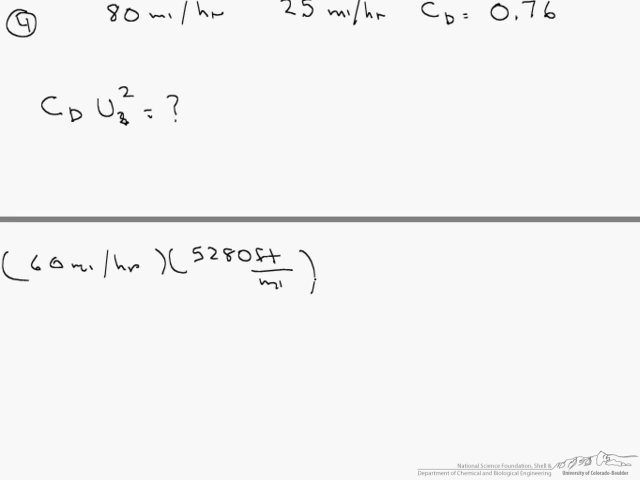 ④ 80 mi/hr 25 mi/hr C_D = 0.76
C_D U_2^2 = ?
(60 mi/hr)(5280 ft/mi)
National Science Foundation, Shell &
Department of Chemical and Biological Engineering
University of Colorado-Boulder